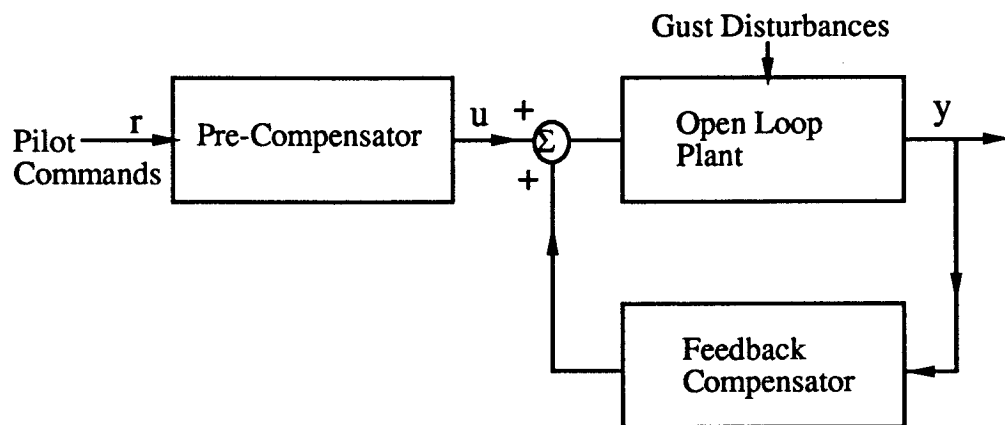 Gust Disturbances
Pilot
Commands
r
Pre-Compensator
u
+
Σ
+
Open Loop
Plant
y
Feedback
Compensator